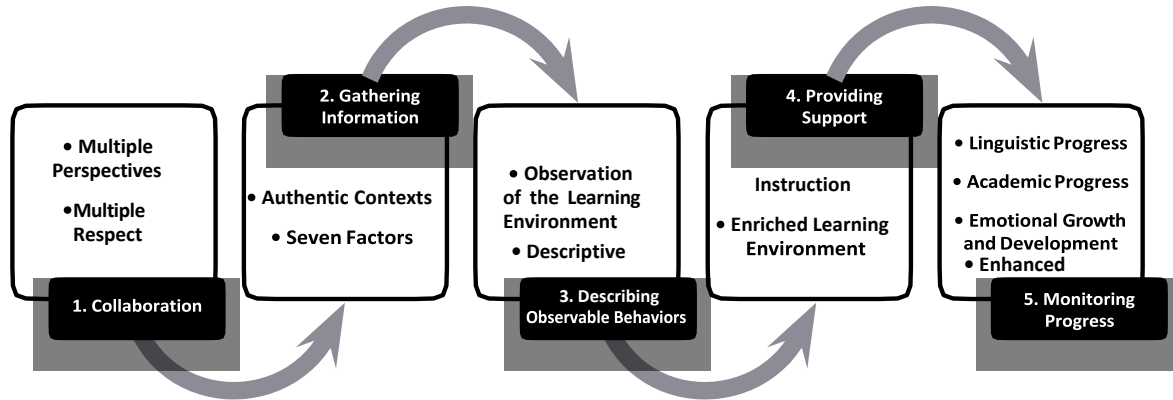 • Multiple
Perspectives
•Multiple
Respect
1. Collaboration
2. Gathering
Information
• Authentic Contexts
• Seven Factors
• Observation
of the Learning
Environment
• Descriptive
3. Describing
Observable Behaviors
4. Providing
Support
Instruction
• Enriched Learning
Environment
• Linguistic Progress
• Academic Progress
• Emotional Growth
and Development
• Enhanced
5. Monitoring
Progress